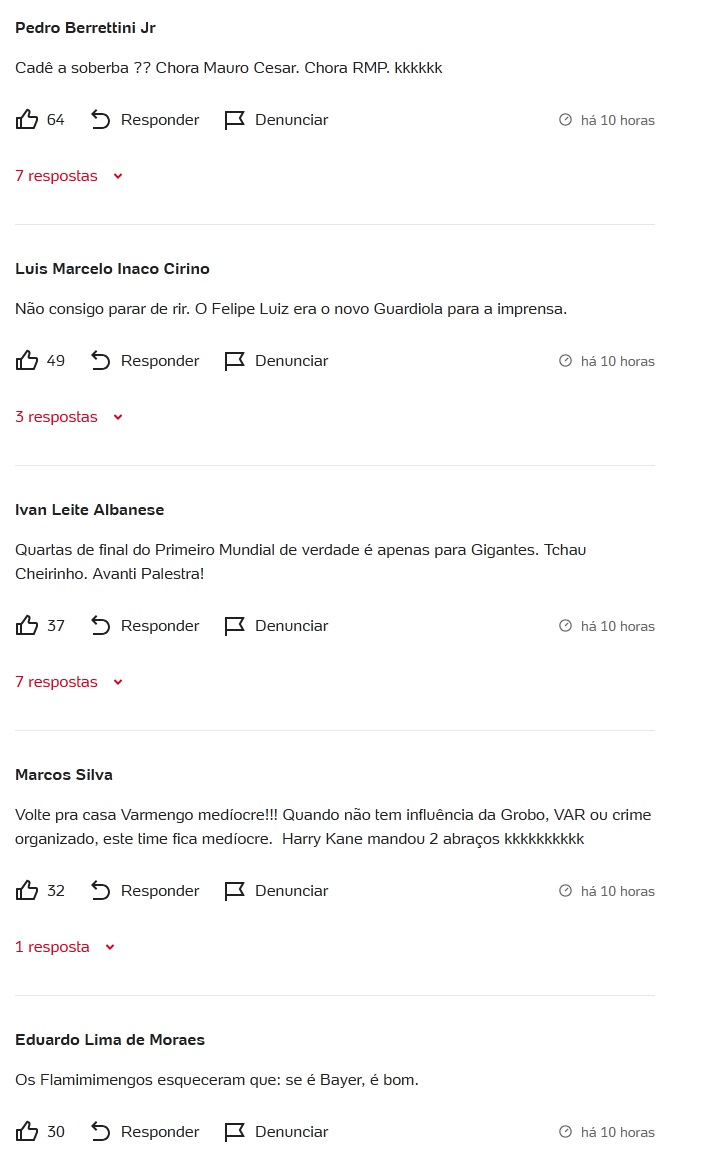 Pedro Berrettini Jr
Cadê a soberba ?? Chora Mauro Cesar. Chora RMP. kkkkkk
64 Responder Denunciar há 10 horas
7 respostas
Luis Marcelo Inaco Cirino
Não consigo parar de rir. O Felipe Luiz era o novo Guardiola para a imprensa.
49 Responder Denunciar há 10 horas
3 respostas
Ivan Leite Albanese
Quartas de final do Primeiro Mundial de verdade é apenas para Gigantes. Tchau
Cheirinho. Avanti Palestra!
37 Responder Denunciar há 10 horas
7 respostas
Marcos Silva
Volte pra casa Varmengo medíocre!!! Quando não tem influência da Grobo, VAR ou crime
organizado, este time fica medíocre.  Harry Kane mandou 2 abraços kkkkkkkkkk
32 Responder Denunciar há 10 horas
1 resposta
Eduardo Lima de Moraes
Os Flamimimengos esqueceram que: se é Bayer, é bom.
30 Responder Denunciar há 10 horas